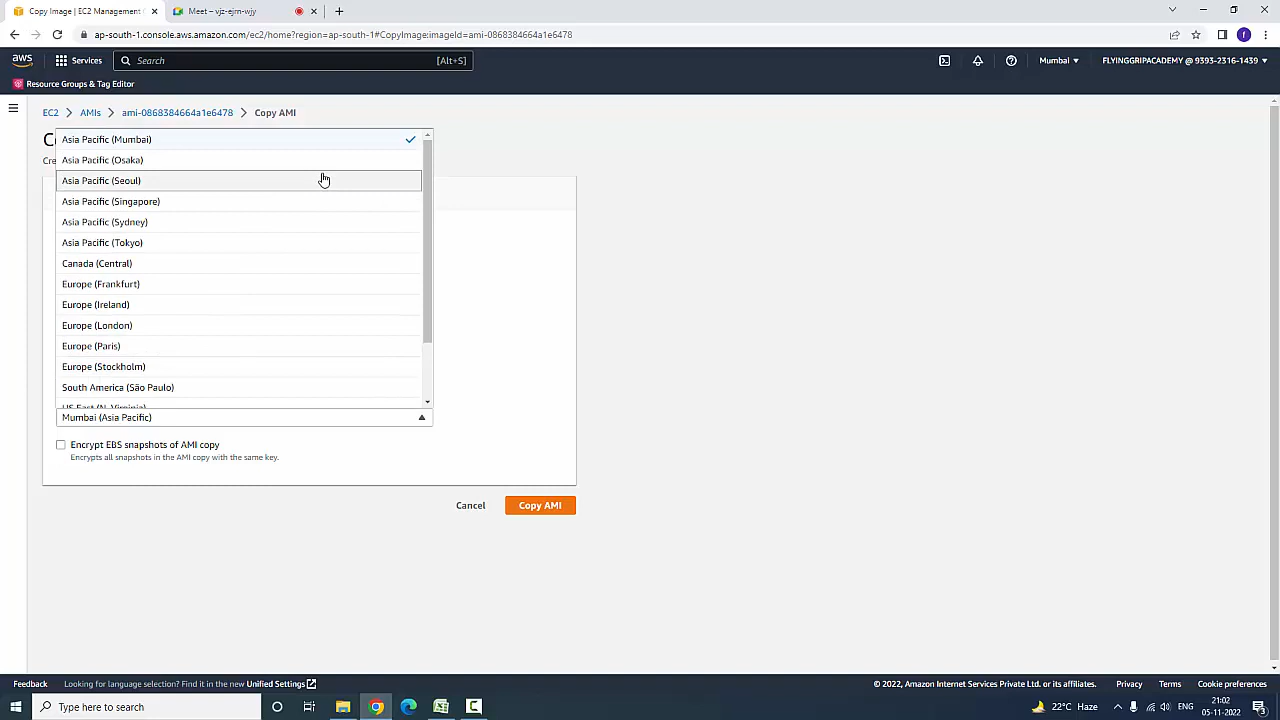 Copy Image | EC2 Management
Meet – vjz-ejrn-wjy
ap-south-1.console.aws.amazon.com/ec2/home?region=ap-south-1#CopyImage:imageId=ami-0868384664a1e6478
f
aws
Services
Search
[Alt+S]
Mumbai
FLYINGGRIPACADEMY @ 9393-2316-1439
Resource Groups & Tag Editor
EC2 > AMIs > ami-0868384664a1e6478 > Copy AMI
Asia Pacific (Mumbai)
Asia Pacific (Osaka)
Asia Pacific (Seoul)
Asia Pacific (Singapore)
Asia Pacific (Sydney)
Asia Pacific (Tokyo)
Canada (Central)
Europe (Frankfurt)
Europe (Ireland)
Europe (London)
Europe (Paris)
Europe (Stockholm)
South America (São Paulo)
US East (N. Virginia)
Mumbai (Asia Pacific)
Encrypt EBS snapshots of AMI copy
Encrypts all snapshots in the AMI copy with the same key.
Cancel
Copy AMI
Feedback
Looking for language selection? Find it in the new Unified Settings
© 2022, Amazon Internet Services Private Ltd. or its affiliates.
Privacy
Terms
Cookie preferences
Type here to search
22°C Haze
ENG
21:02
05-11-2022